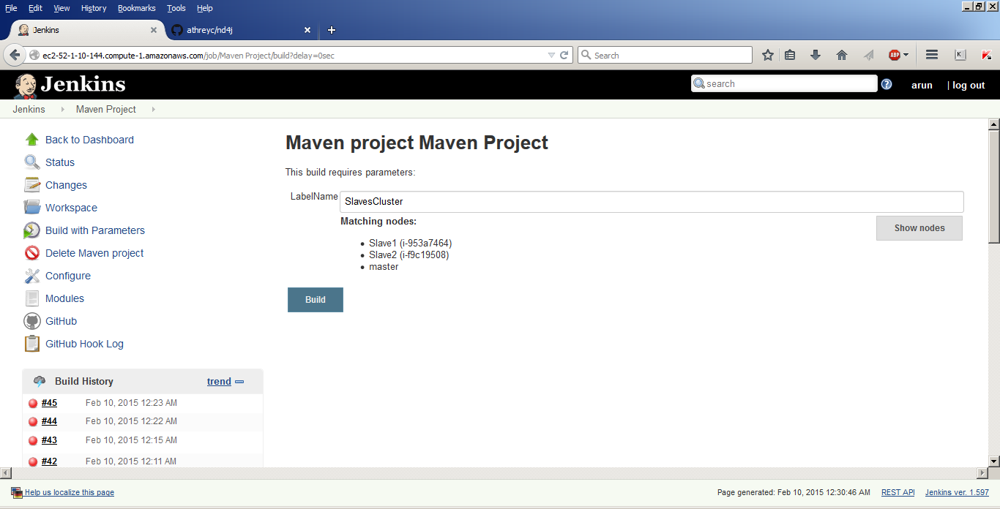 File Edit View History Bookmarks Tools Help
Jenkins athreyc/nd4j
ec2-52-1-10-144.compute-1.amazonaws.com/job/Maven Project/build?delay=0sec Search ABP K
Jenkins search ? arun | log out
Jenkins Maven Project
Back to Dashboard
Status
Changes
Workspace
Build with Parameters
Delete Maven project
Configure
Modules
GitHub
GitHub Hook Log
Build History trend
#45 Feb 10, 2015 12:23 AM
#44 Feb 10, 2015 12:22 AM
#43 Feb 10, 2015 12:15 AM
#42 Feb 10, 2015 12:11 AM
Maven project Maven Project
This build requires parameters:
LabelName SlavesCluster
Matching nodes:
Show nodes
Slave1 (i-953a7464)
Slave2 (i-f9c19508)
master
Build
Help us localize this page Page generated: Feb 10, 2015 12:30:46 AM REST API Jenkins ver. 1.597